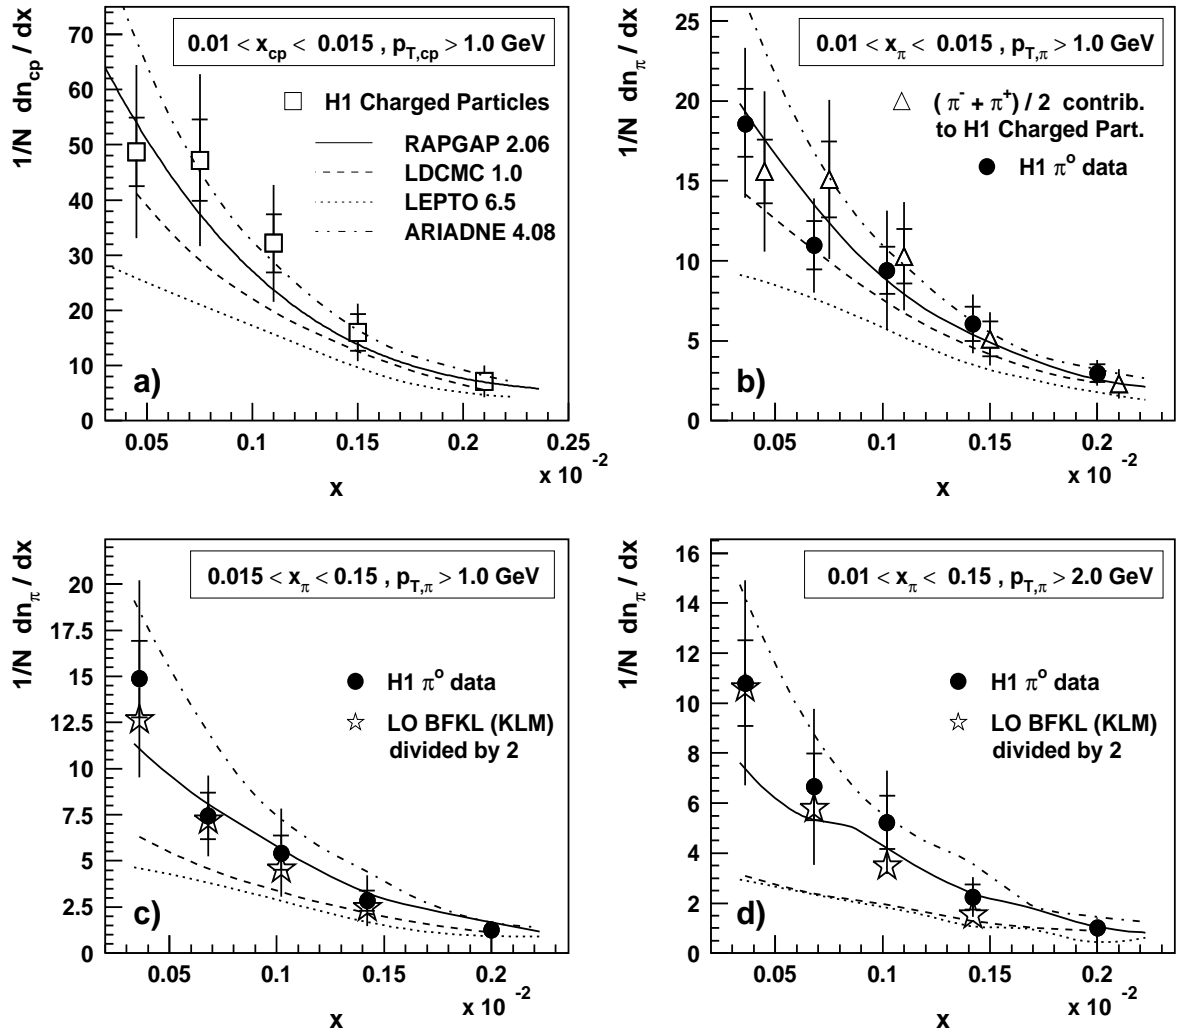 1/N dn_cp / dx
75
70
60
50
40
30
20
10
0
0.01 < x_cp < 0.015 , p_T,cp > 1.0 GeV
H1 Charged Particles
RAPGAP 2.06
LDCMC 1.0
LEPTO 6.5
ARIADNE 4.08
a)
0.05 0.1 0.15 0.2 0.25
x 10^-2
x
1/N dn_π / dx
25
20
15
10
5
0
0.01 < x_π < 0.015 , p_T,π > 1.0 GeV
( π^- + π^+ ) / 2 contrib.
to H1 Charged Part.
H1 π^o data
b)
0.05 0.1 0.15 0.2
x 10^-2
x
1/N dn_π / dx
20
17.5
15
12.5
10
7.5
5
2.5
0
0.015 < x_π < 0.15 , p_T,π > 1.0 GeV
H1 π^o data
LO BFKL (KLM)
divided by 2
c)
0.05 0.1 0.15 0.2
x 10^-2
x
1/N dn_π / dx
16
14
12
10
8
6
4
2
0
0.01 < x_π < 0.15 , p_T,π > 2.0 GeV
H1 π^o data
LO BFKL (KLM)
divided by 2
d)
0.05 0.1 0.15 0.2
x 10^-2
x